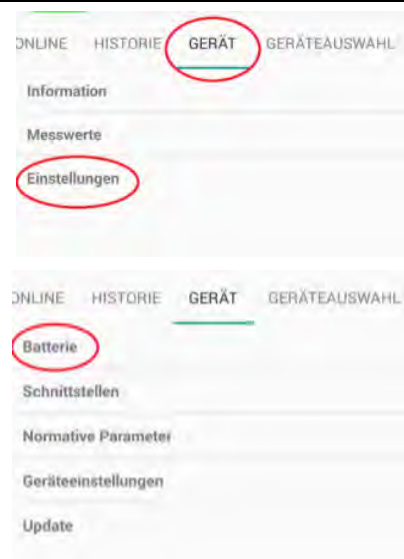 ONLINE HISTORIE GERÄT GERÄTEAUSWAHL
Information
Messwerte
Einstellungen
ONLINE HISTORIE GERÄT GERÄTEAUSWAHL
Batterie
Schnittstellen
Normative Parameter
Geräteeinstellungen
Update